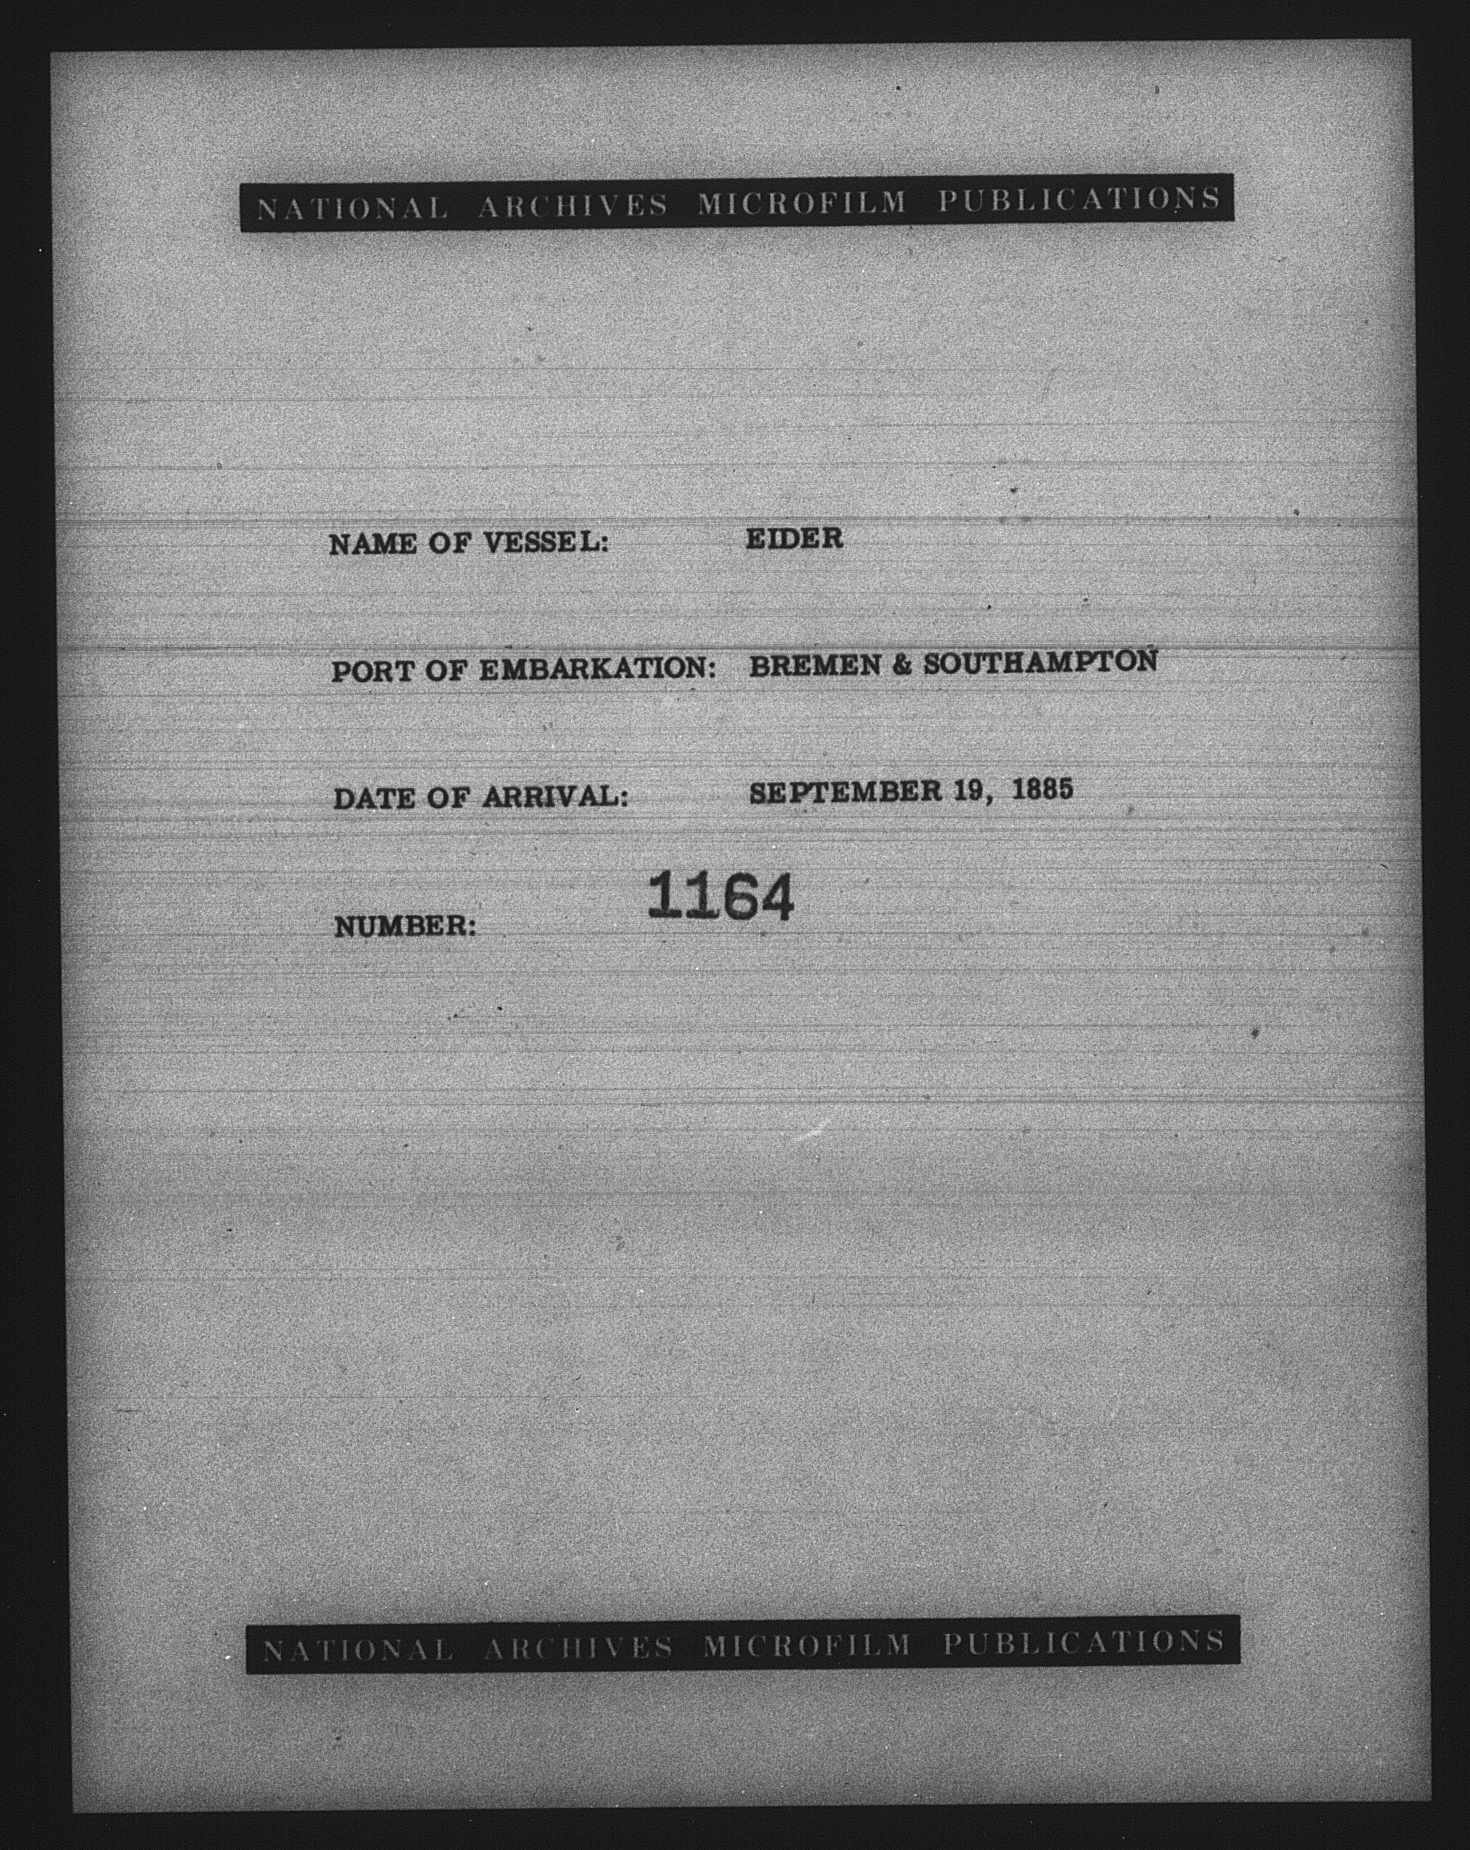 NATIONAL ARCHIVES MICROFILM PUBLICATIONS
NAME OF VESSEL: EIDER
PORT OF EMBARKATION: BREMEN & SOUTHAMPTON
DATE OF ARRIVAL: SEPTEMBER 19, 1885
NUMBER: 1164
NATIONAL ARCHIVES MICROFILM PUBLICATIONS